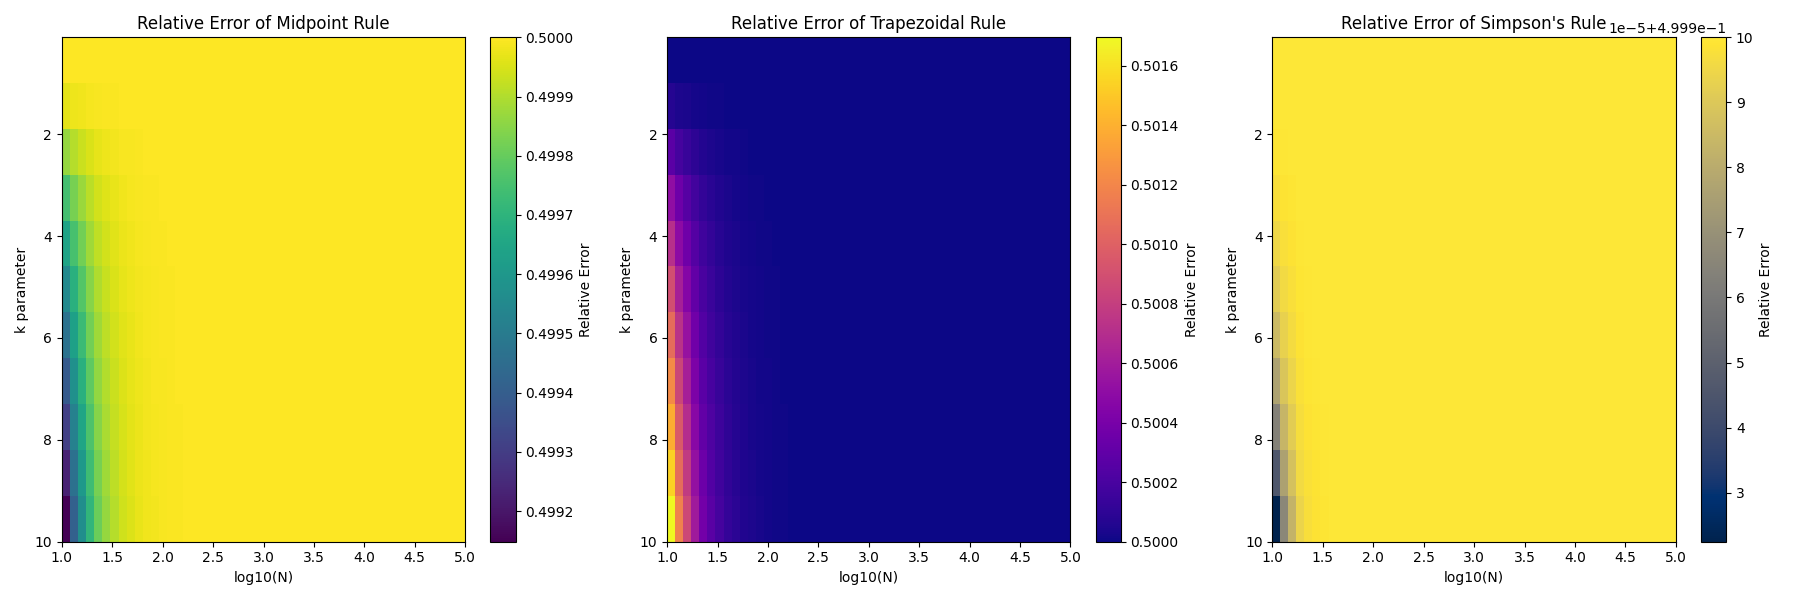 Relative Error of Midpoint Rule
k parameter
2
4
6
8
10
1.0 1.5 2.0 2.5 3.0 3.5 4.0 4.5 5.0
log10(N)
0.5000
0.4999
0.4998
0.4997
0.4996
0.4995
0.4994
0.4993
0.4992
Relative Error
Relative Error of Trapezoidal Rule
k parameter
2
4
6
8
10
1.0 1.5 2.0 2.5 3.0 3.5 4.0 4.5 5.0
log10(N)
0.5016
0.5014
0.5012
0.5010
0.5008
0.5006
0.5004
0.5002
0.5000
Relative Error
Relative Error of Simpson's Rule
1e−5+4.999e−1
k parameter
2
4
6
8
10
1.0 1.5 2.0 2.5 3.0 3.5 4.0 4.5 5.0
log10(N)
10
9
8
7
6
5
4
3
Relative Error